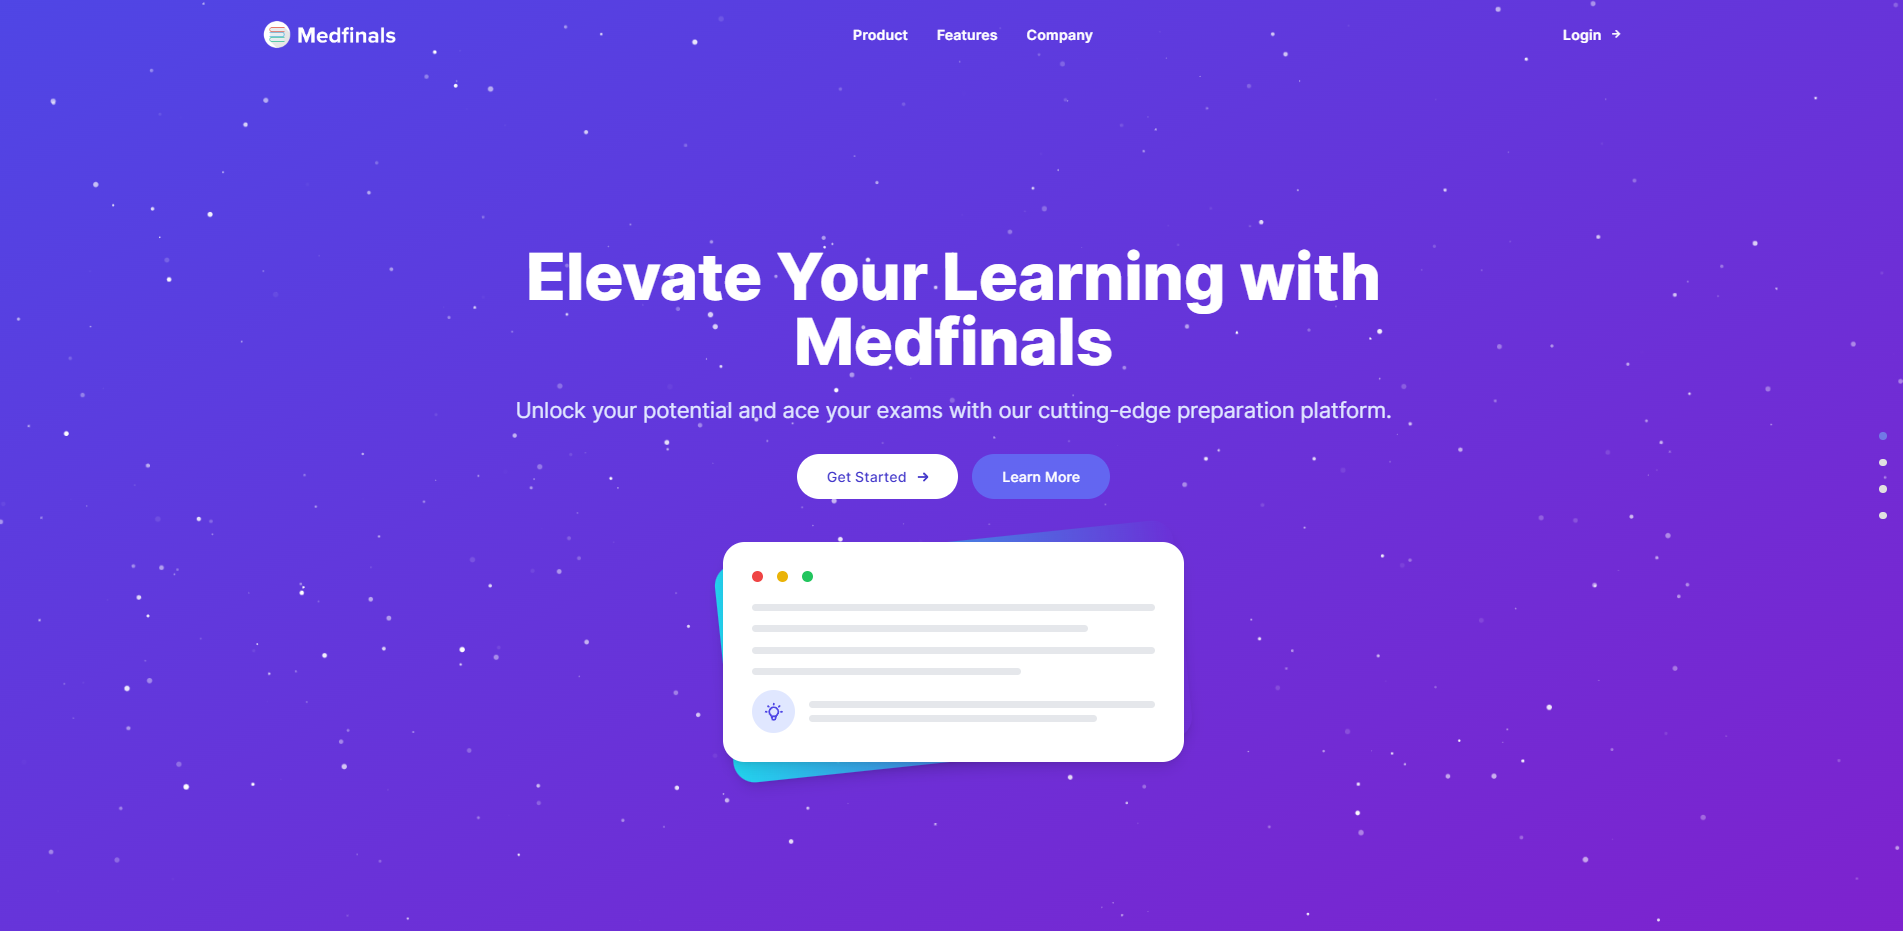 Medfinals
Product
Features
Company
Login
Elevate Your Learning with
Medfinals
Unlock your potential and ace your exams with our cutting-edge preparation platform.
Get Started
Learn More